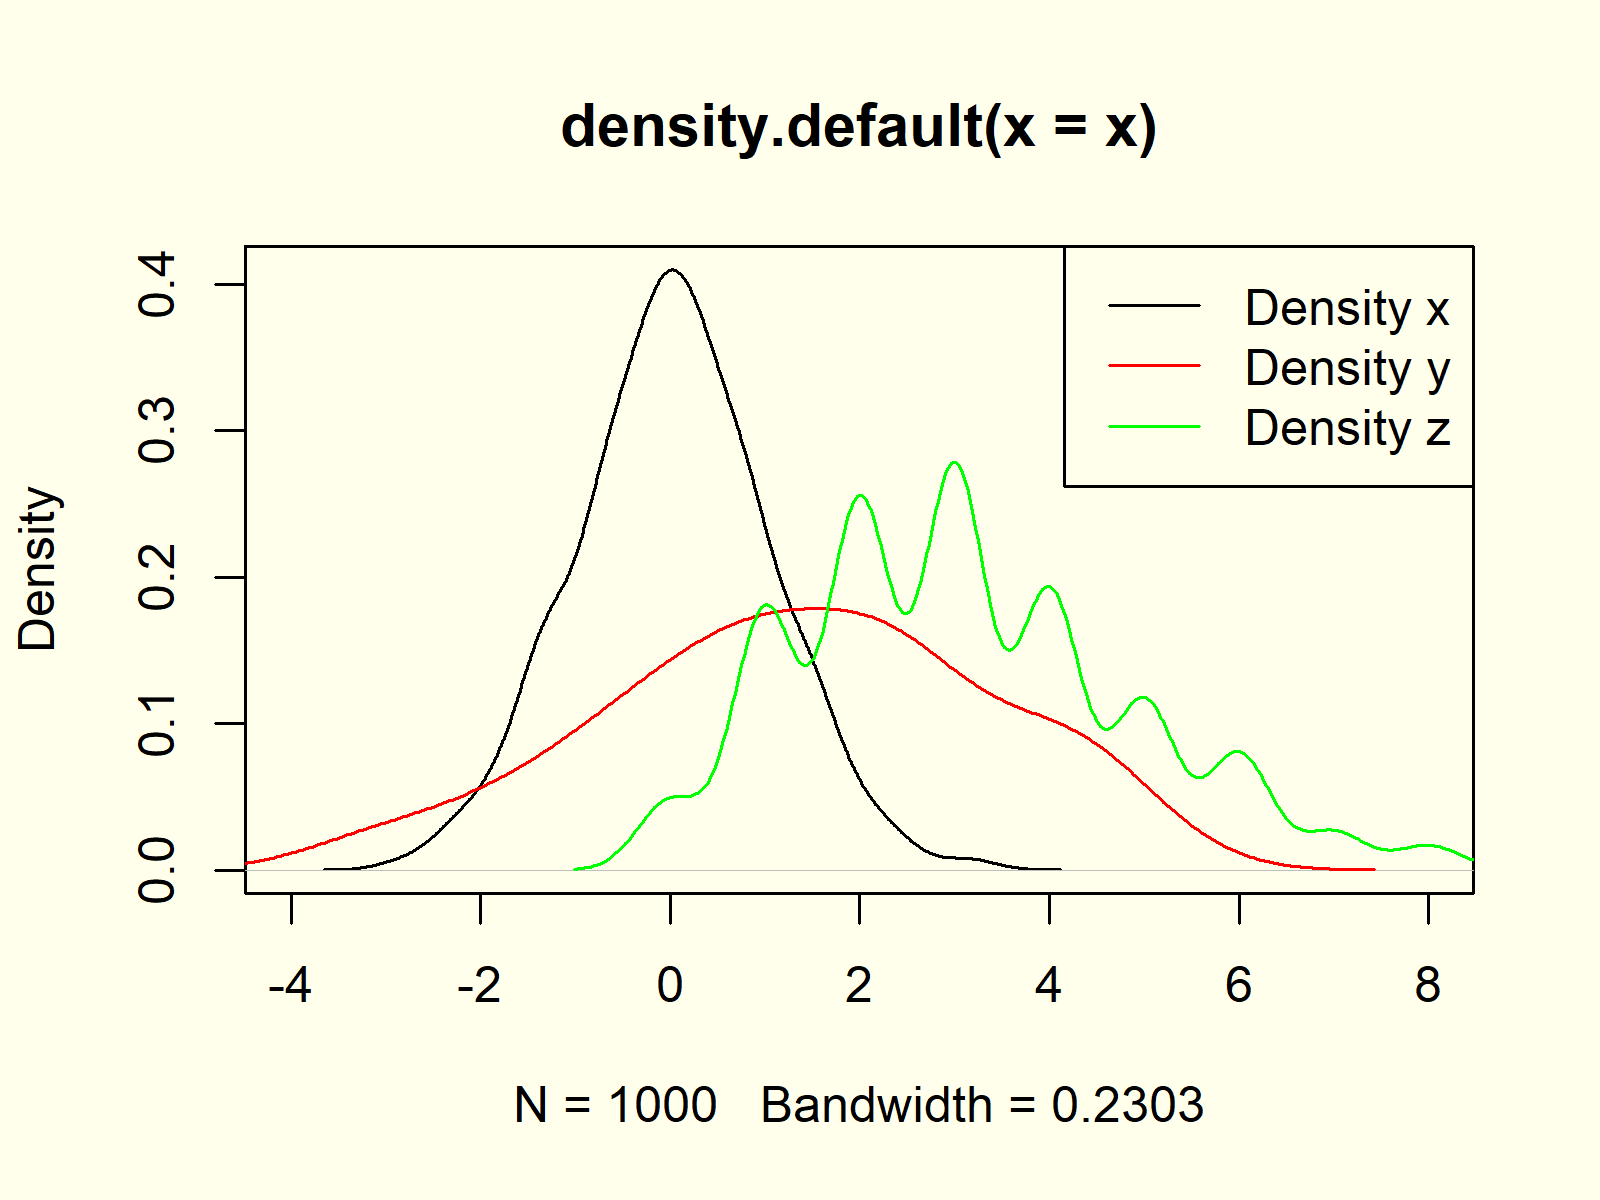 density.default(x = x)
Density
0.4
0.3
0.2
0.1
0.0
Density x
Density y
Density z
-4 -2 0 2 4 6 8
N = 1000 Bandwidth = 0.2303